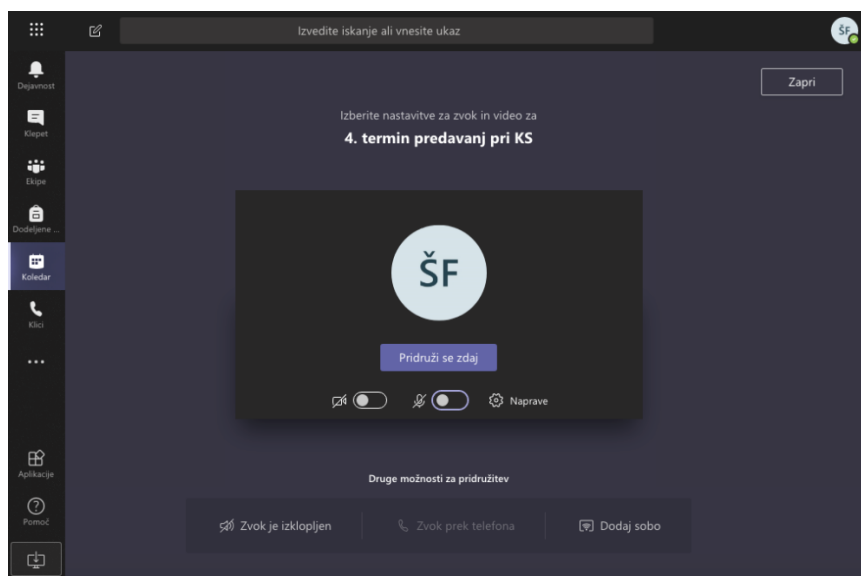 Izvedite iskanje ali vnesite ukaz
ŠF
Dejavnost
Klepet
Ekipe
Dodeljene ...
Koledar
Klici
Aplikacije
Pomoč
Zapri
Izberite nastavitve za zvok in video za
4. termin predavanj pri KS
ŠF
Pridruži se zdaj
Naprave
Druge možnosti za pridružitev
Zvok je izklopljen
Zvok prek telefona
Dodaj sobo